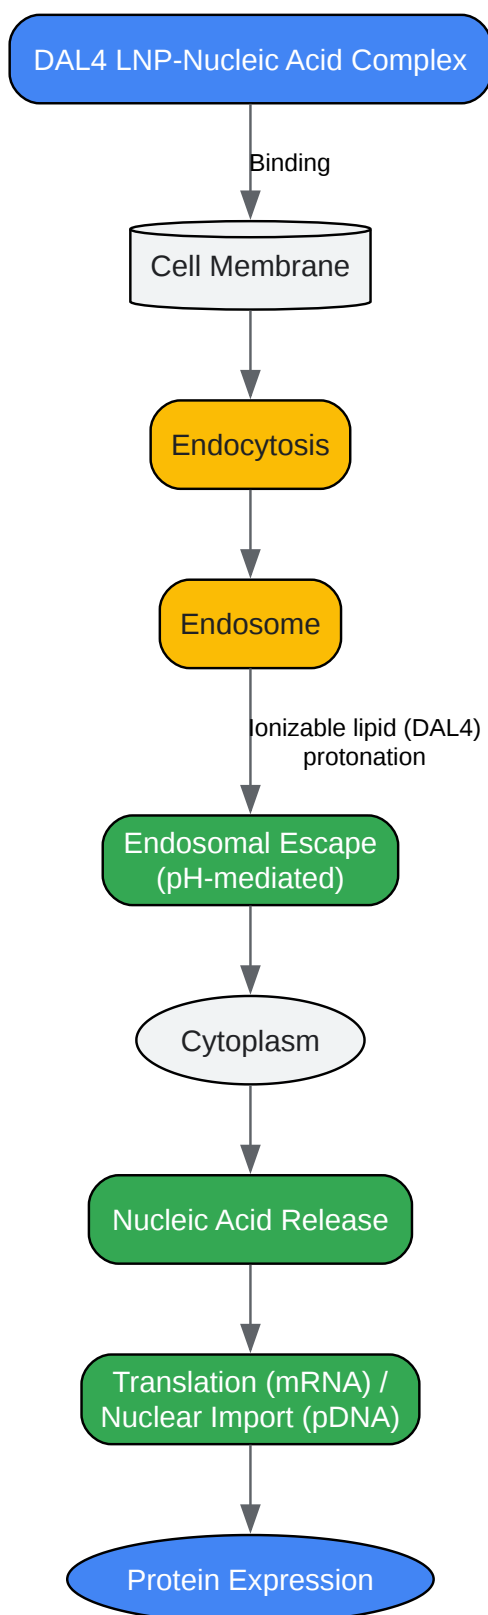 DAL4 LNP-Nucleic Acid Complex
Binding
Cell Membrane
Endocytosis
Endosome
Ionizable lipid (DAL4)
protonation
Endosomal Escape
(pH-mediated)
Cytoplasm
Nucleic Acid Release
Translation (mRNA) /
Nuclear Import (pDNA)
Protein Expression